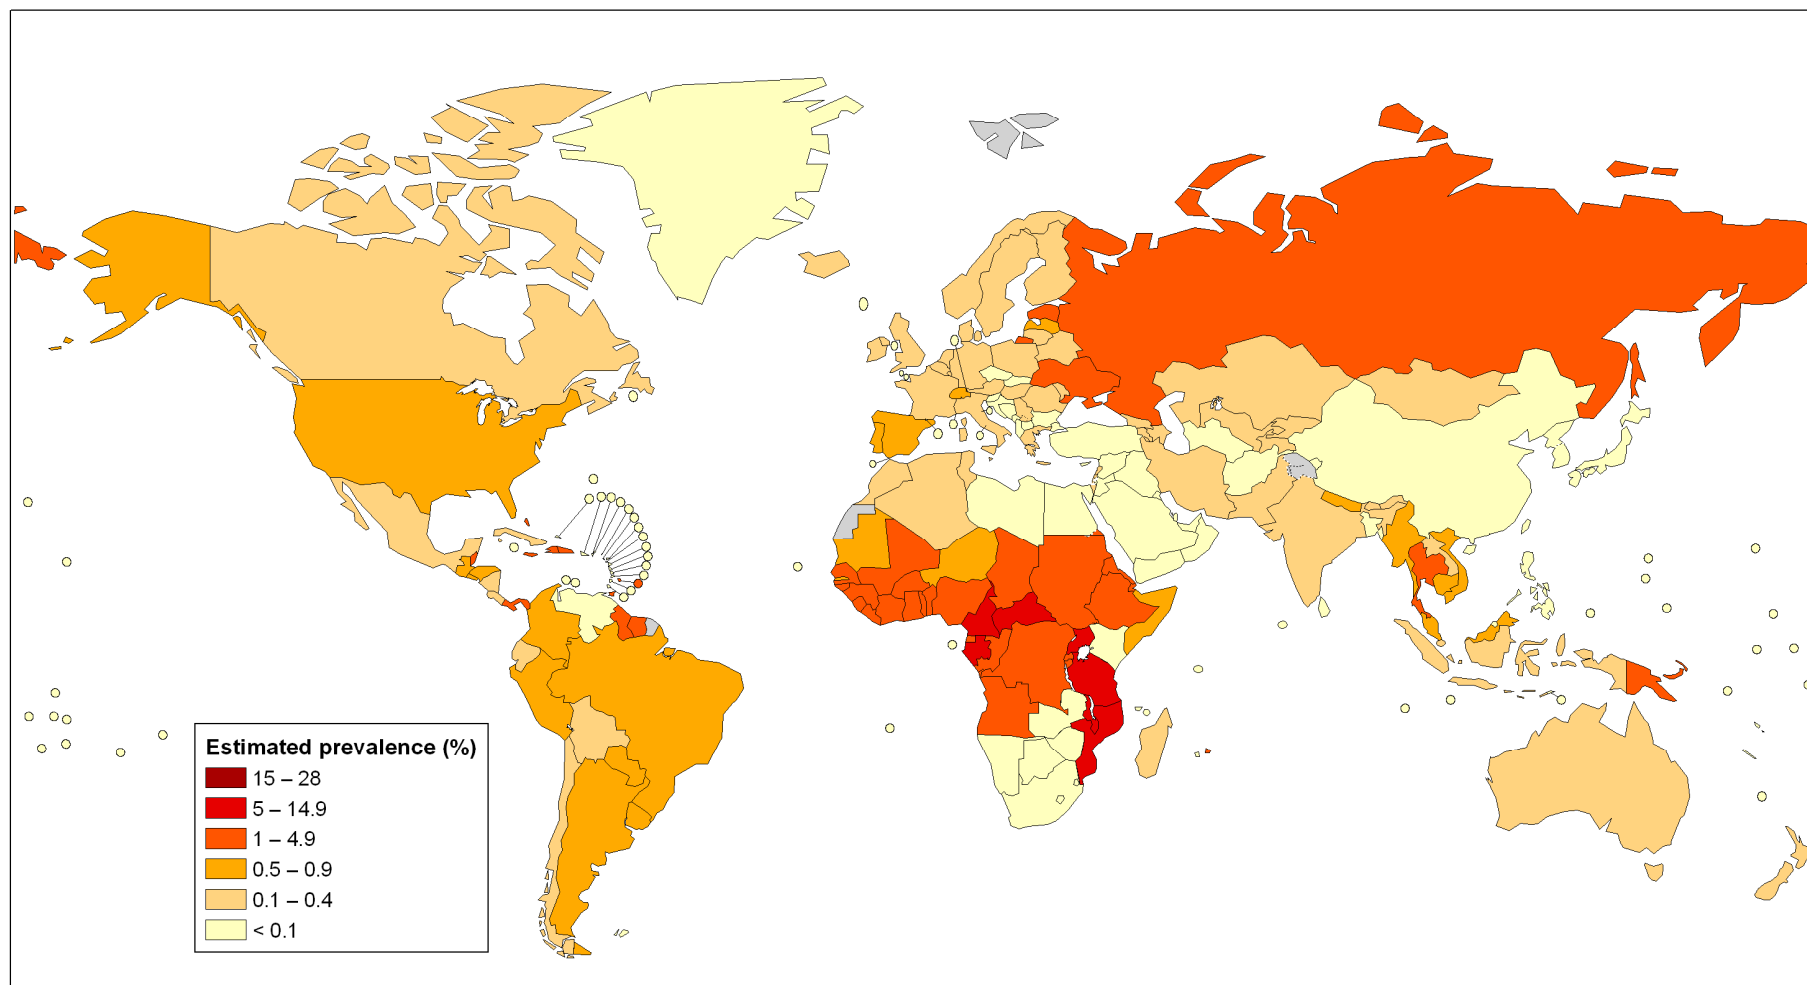 Estimated prevalence (%)
15 – 28
5 – 14.9
1 – 4.9
0.5 – 0.9
0.1 – 0.4
< 0.1